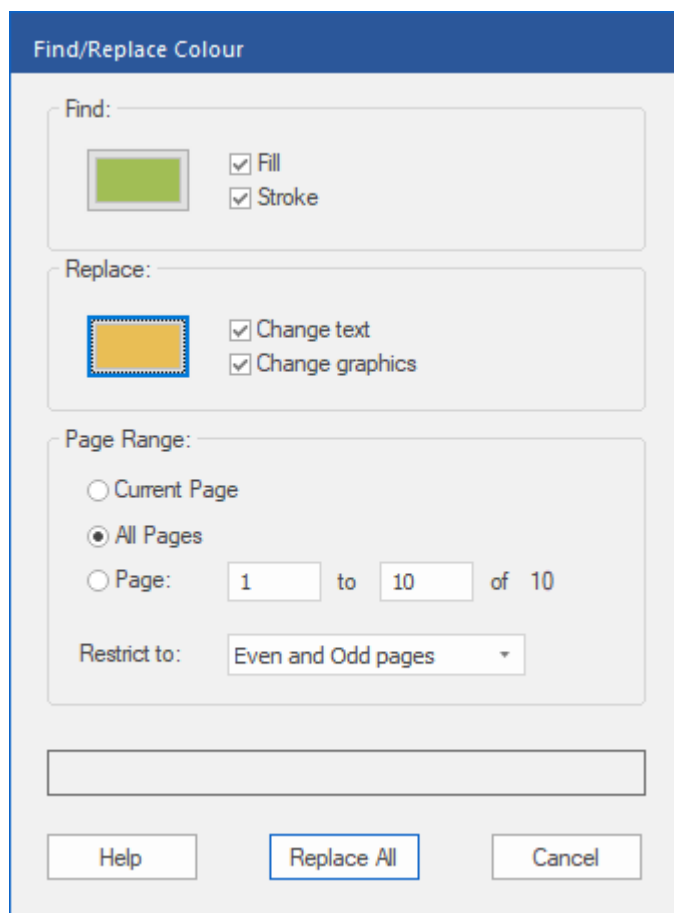 Find/Replace Colour
Find:
Fill
Stroke
Replace:
Change text
Change graphics
Page Range:
Current Page
All Pages
Page: 1 to 10 of 10
Restrict to: Even and Odd pages
Help Replace All Cancel